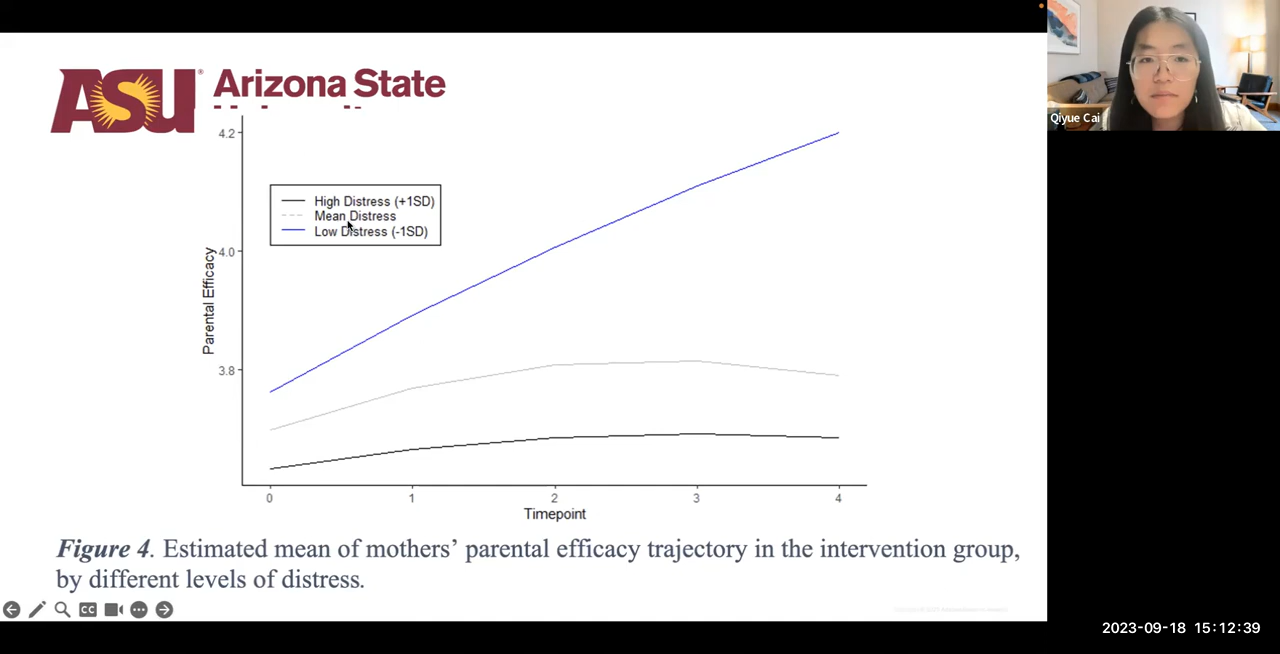 ASU Arizona State
4.2
High Distress (+1SD)
Mean Distress
Low Distress (-1SD)
4.0
Parental Efficacy
3.8
0 1 2 3 4
Timepoint
Figure 4. Estimated mean of mothers’ parental efficacy trajectory in the intervention group,
by different levels of distress.
CC
Qiyue Cai
2023-09-18 15:12:39